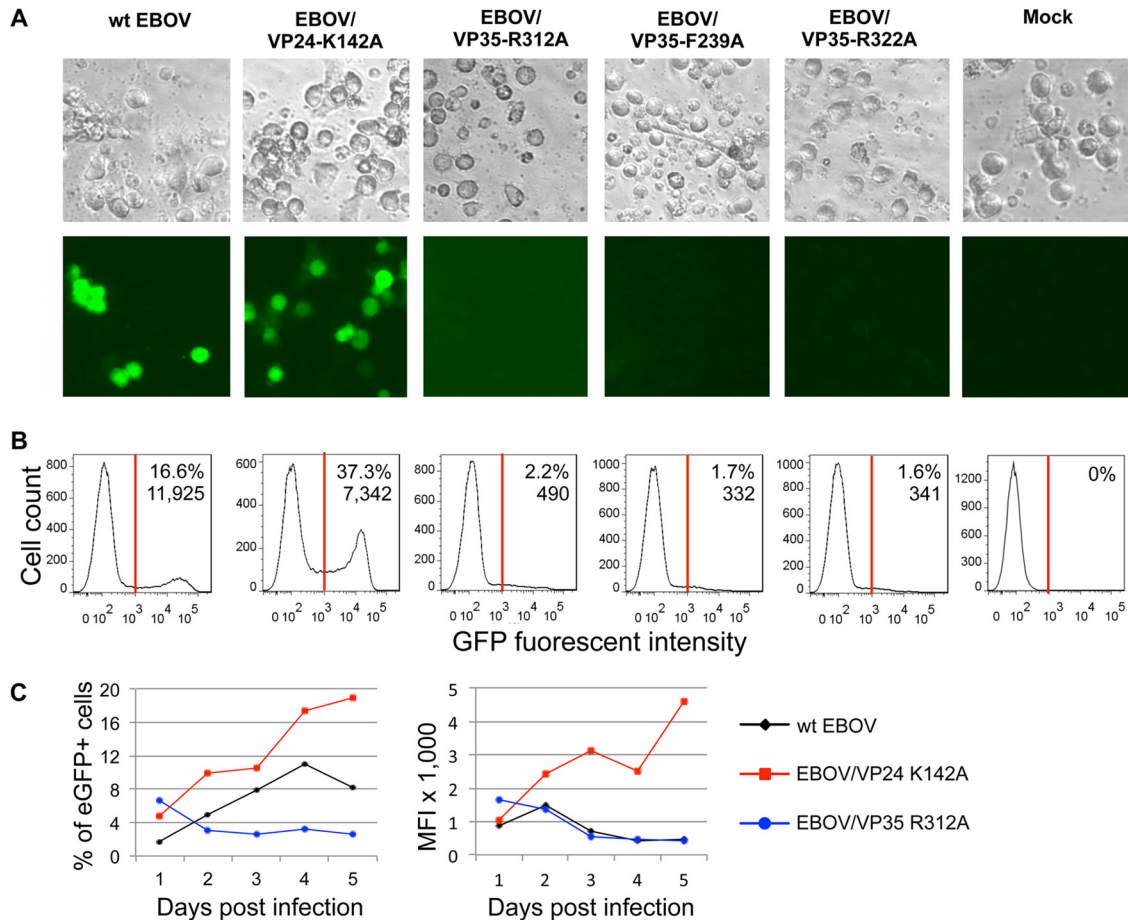 A
wt EBOV
EBOV/
VP24-K142A
EBOV/
VP35-R312A
EBOV/
VP35-F239A
EBOV/
VP35-R322A
Mock
B
Cell count
800
600
400
200
0
0 10² 10³ 10⁴ 10⁵
16.6%
11,925
600
400
200
0
0 10² 10³ 10⁴ 10⁵
37.3%
7,342
800
600
400
200
0
0 10² 10³ 10⁴ 10⁵
2.2%
490
1000
800
600
400
200
0
0 10² 10³ 10⁴ 10⁵
1.7%
332
1000
800
600
400
200
0
0 10² 10³ 10⁴ 10⁵
1.6%
341
1200
900
600
300
0
0 10² 10³ 10⁴ 10⁵
0%
GFP fuorescent intensity
C
% of eGFP+ cells
20
16
12
8
4
0
1 2 3 4 5
Days post infection
MFI x 1,000
5
4
3
2
1
0
1 2 3 4 5
Days post infection
wt EBOV
EBOV/VP24 K142A
EBOV/VP35 R312A